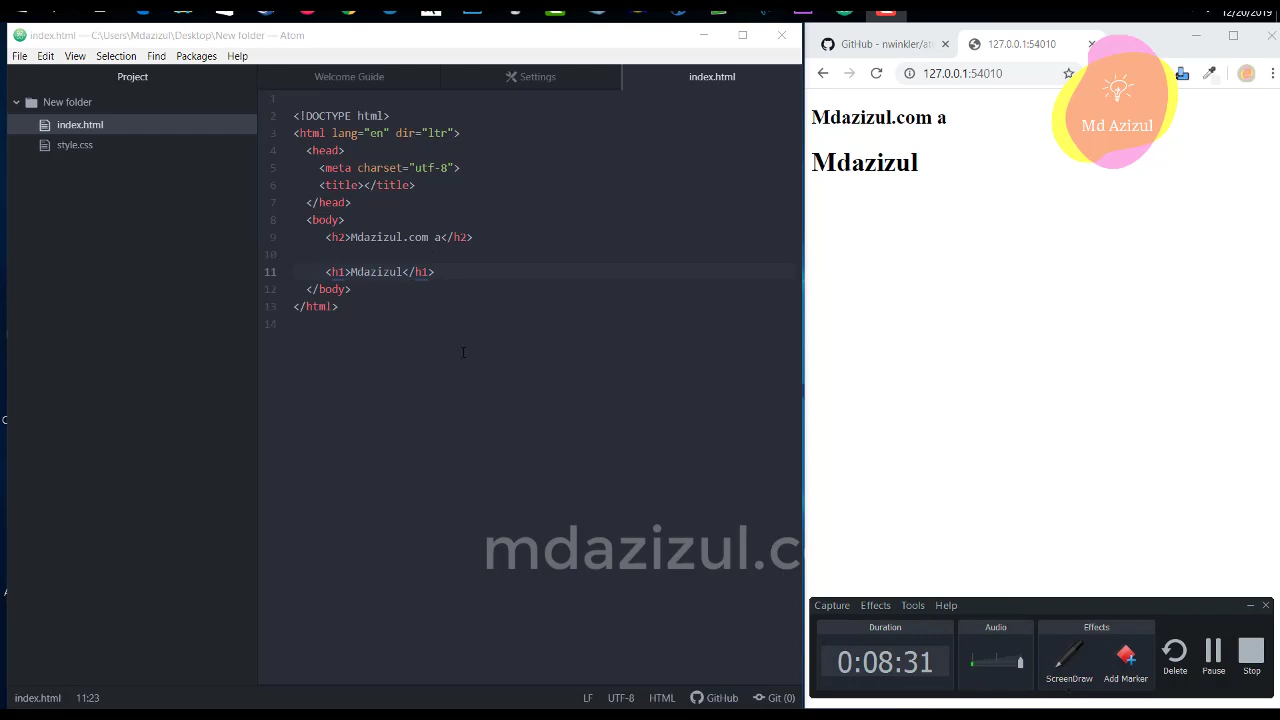 12/20/2019
index.html — C:\Users\Mdazizul\Desktop\New folder — Atom
File Edit View Selection Find Packages Help
Project
New folder
index.html
style.css
Welcome Guide
Settings
index.html
1
2 <!DOCTYPE html>
3 <html lang="en" dir="ltr">
4 <head>
5 <meta charset="utf-8">
6 <title></title>
7 </head>
8 <body>
9 <h2>Mdazizul.com a</h2>
10
11 <h1>Mdazizul</h1>
12 </body>
13 </html>
14
mdazizul.c
index.html 11:23
LF UTF-8 HTML GitHub Git (0)
GitHub - nwinkler/at
127.0.0.1:54010
127.0.0.1:54010
Mdazizul.com a
Mdazizul
Md Azizul
Capture Effects Tools Help
Duration
0:08:31
Audio
Effects
ScreenDraw
Add Marker
Delete
Pause
Stop